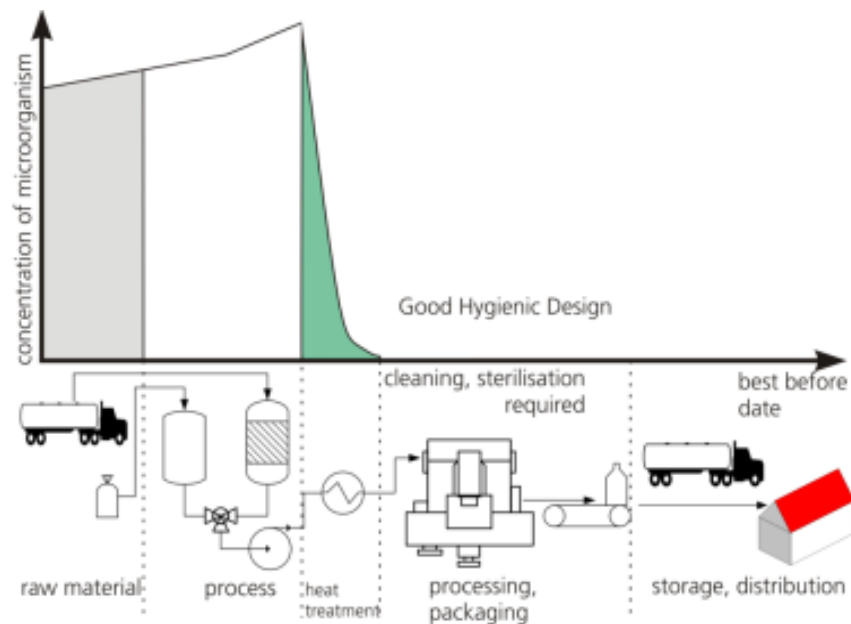 concentration of microorganism
Good Hygienic Design
cleaning, sterilisation
required
best before
date
raw material
process
heat
treatment
processing,
packaging
storage, distribution